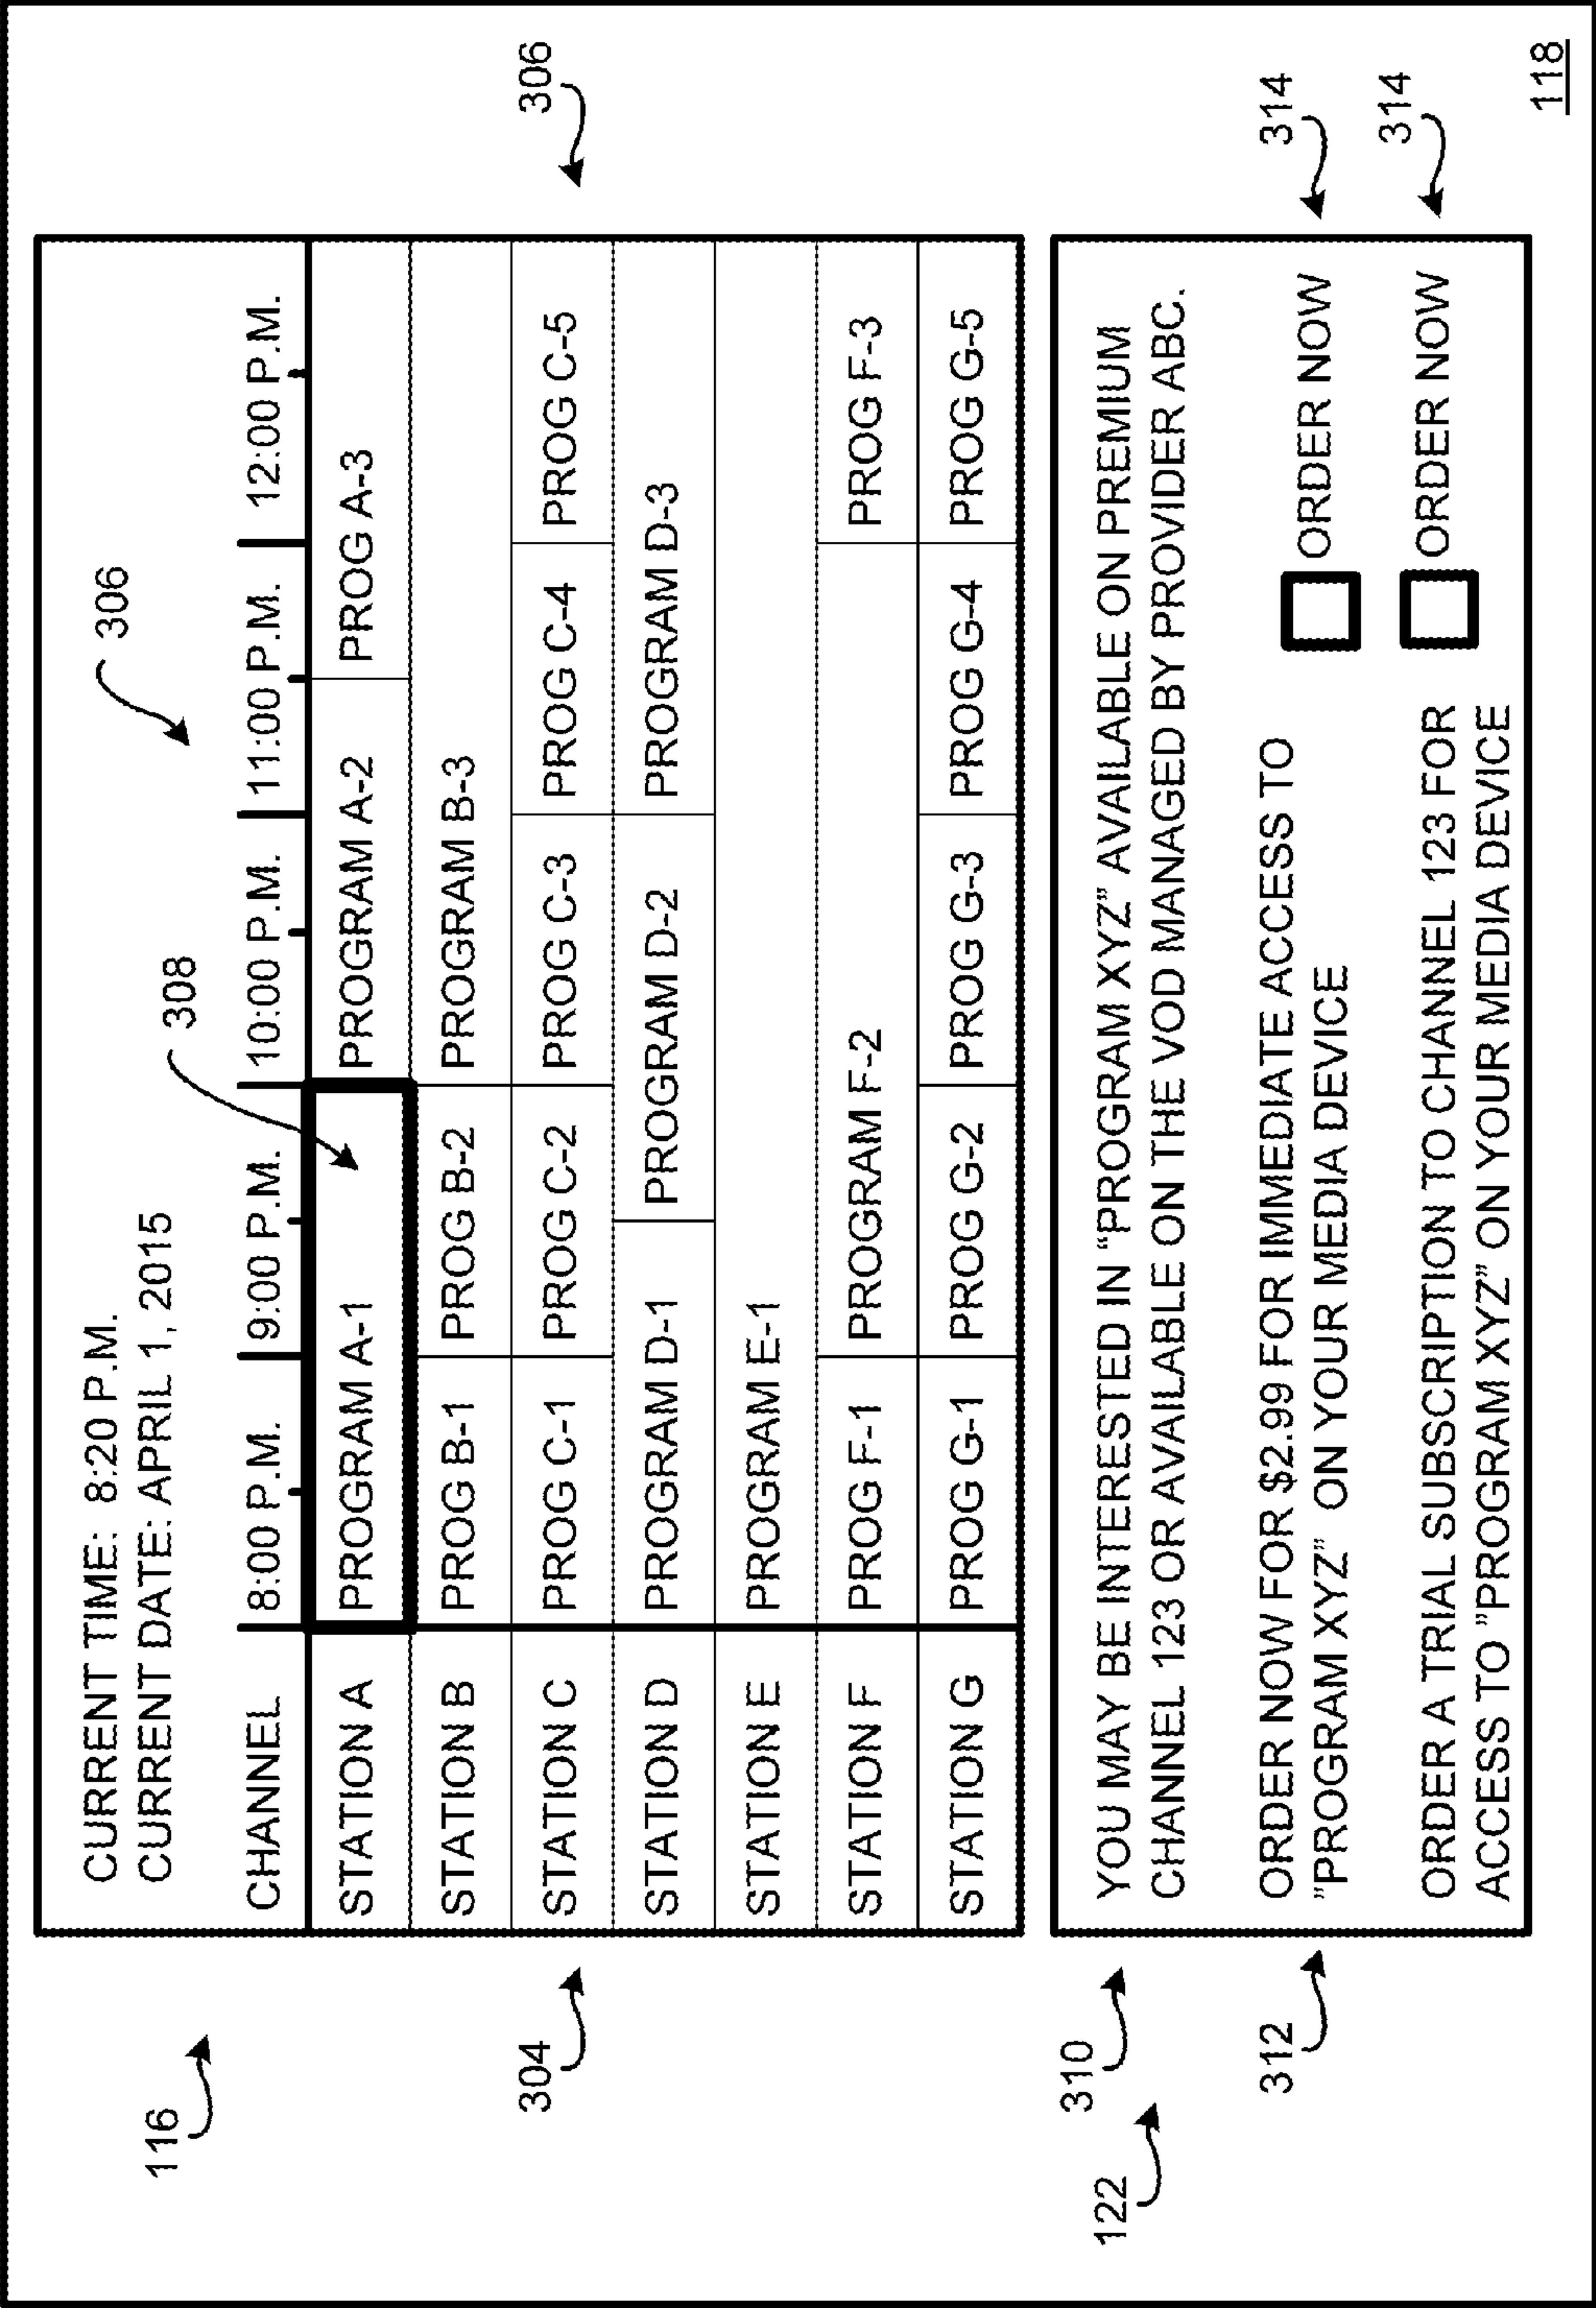 116
306
308
CURRENT TIME: 8:20 P.M.
CURRENT DATE: APRIL 1, 2015
CHANNEL 8:00 P.M. 9:00 P.M. 10:00 P.M. 11:00 P.M. 12:00 P.M.
STATION A PROGRAM A-1 PROGRAM A-2 PROG A-3
STATION B PROG B-1 PROG B-2 PROGRAM B-3
STATION C PROG C-1 PROG C-2 PROG C-3 PROG C-4 PROG C-5
STATION D PROGRAM D-1 PROGRAM D-2 PROGRAM D-3
STATION E PROGRAM E-1
STATION F PROG F-1 PROGRAM F-2 PROG F-3
STATION G PROG G-1 PROG G-2 PROG G-3 PROG G-4 PROG G-5
304
306
310
122
YOU MAY BE INTERESTED IN “PROGRAM XYZ” AVAILABLE ON PREMIUM
CHANNEL 123 OR AVAILABLE ON THE VOD MANAGED BY PROVIDER ABC.
312
ORDER NOW FOR $2.99 FOR IMMEDIATE ACCESS TO
”PROGRAM XYZ” ON YOUR MEDIA DEVICE
ORDER NOW
314
ORDER A TRIAL SUBSCRIPTION TO CHANNEL 123 FOR
ACCESS TO ”PROGRAM XYZ” ON YOUR MEDIA DEVICE
ORDER NOW
314
118